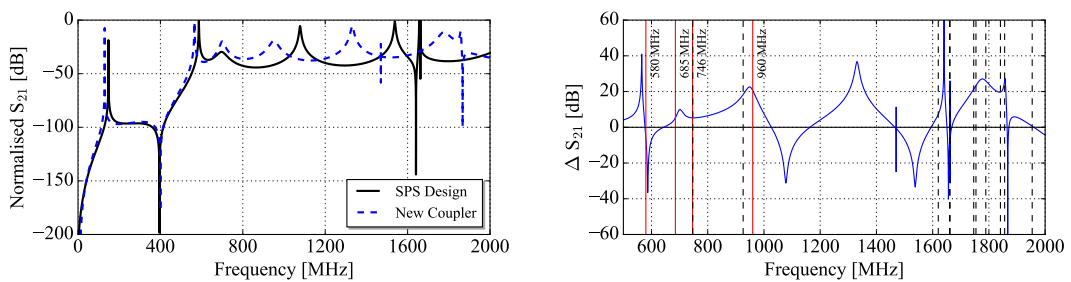 Normalised S21 [dB]
0
−50
−100
−150
−200
0
400
800
1200
1600
2000
Frequency [MHz]
SPS Design
New Coupler
Δ S21 [dB]
60
40
20
0
−20
−40
−60
600
800
1000
1200
1400
1600
1800
2000
Frequency [MHz]
580 MHz
685 MHz
746 MHz
960 MHz